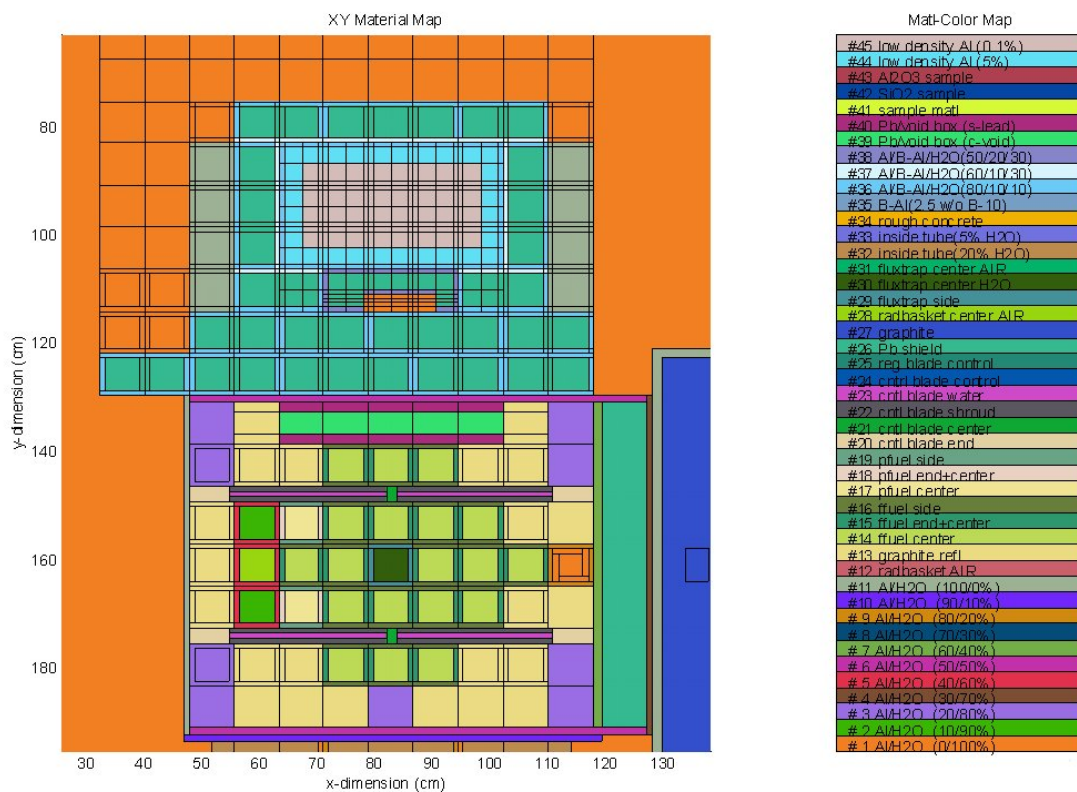 XY Material Map
Matl-Color Map
80
100
120
140
160
180
y-dimension (cm)
30 40 50 60 70 80 90 100 110 120 130
x-dimension (cm)
#45 low density Al (0.1%)
#44 low density Al (5%)
#43 Al2O3 sample
#42 SiO2 sample
#41 sample matl
#40 Pb/void box (s-lead)
#39 Pb/void box (c-void)
#38 Al/B-Al/H2O(50/20/30)
#37 Al/B-Al/H2O(60/10/30)
#36 Al/B-Al/H2O(80/10/10)
#35 B-Al(2.5 w/o B-10)
#34 rough concrete
#33 inside tube(5% H2O)
#32 inside tube(20% H2O)
#31 fluxtrap center AIR
#30 fluxtrap center H2O
#29 fluxtrap side
#28 radbasket center AIR
#27 graphite
#26 Pb shield
#25 reg blade control
#24 cntrl blade control
#23 cntl blade water
#22 cntl blade shroud
#21 cntl blade center
#20 cntl blade end
#19 pfuel side
#18 pfuel end+center
#17 pfuel center
#16 ffuel side
#15 ffuel end+center
#14 ffuel center
#13 graphite refl
#12 radbasket AIR
#11 Al/H2O (100/0%)
#10 Al/H2O (90/10%)
# 9 Al/H2O (80/20%)
# 8 Al/H2O (70/30%)
# 7 Al/H2O (60/40%)
# 6 Al/H2O (50/50%)
# 5 Al/H2O (40/60%)
# 4 Al/H2O (30/70%)
# 3 Al/H2O (20/80%)
# 2 Al/H2O (10/90%)
# 1 Al/H2O (0/100%)